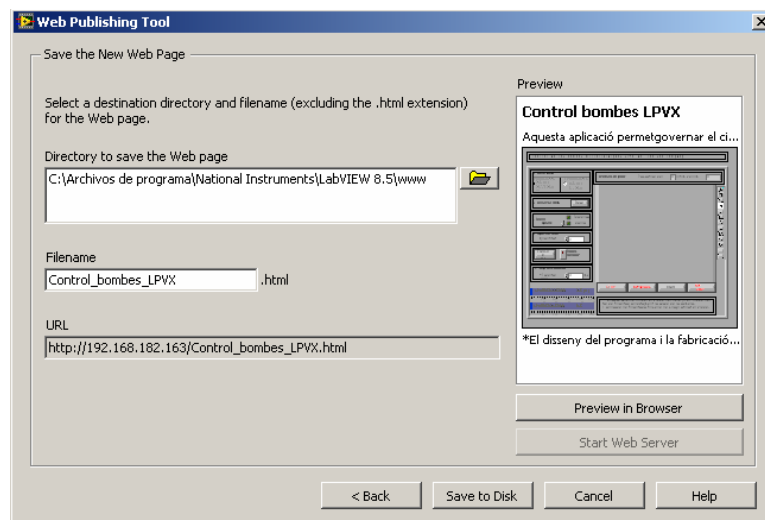 Web Publishing Tool
Save the New Web Page
Select a destination directory and filename (excluding the .html extension)
for the Web page.
Directory to save the Web page
C:\Archivos de programa\National Instruments\LabVIEW 8.5\www
Filename
Control_bombes_LPVX .html
URL
http://192.168.182.163/Control_bombes_LPVX.html
Preview
Control bombes LPVX
Aquesta aplicació permetgovernar el ci...
*El disseny del programa i la fabricació...
Preview in Browser
Start Web Server
< Back Save to Disk Cancel Help